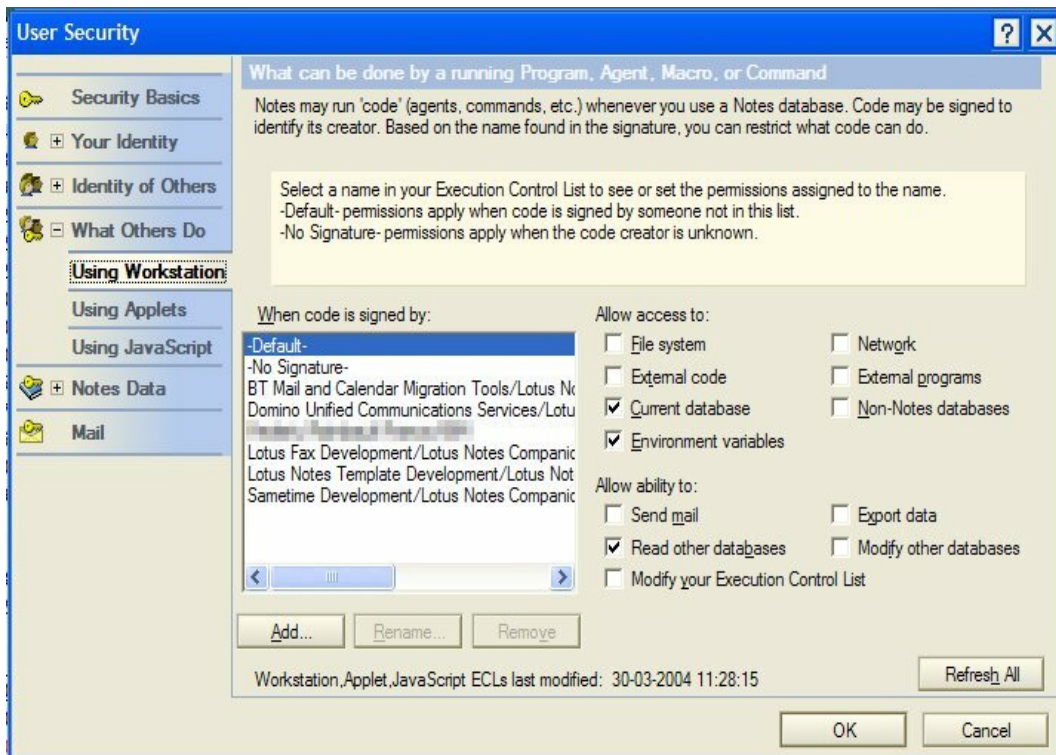 User Security
What can be done by a running Program, Agent, Macro, or Command
Security Basics
Your Identity
Identity of Others
What Others Do
Using Workstation
Using Applets
Using JavaScript
Notes Data
Mail
Notes may run 'code' (agents, commands, etc.) whenever you use a Notes database. Code may be signed to
identify its creator. Based on the name found in the signature, you can restrict what code can do.
Select a name in your Execution Control List to see or set the permissions assigned to the name.
-Default- permissions apply when code is signed by someone not in this list.
-No Signature- permissions apply when the code creator is unknown.
When code is signed by:
-Default-
-No Signature-
BT Mail and Calendar Migration Tools/Lotus No
Domino Unified Communications Services/Lotu
Lotus Fax Development/Lotus Notes Companic
Lotus Notes Template Development/Lotus Not
Sametime Development/Lotus Notes Companic
Allow access to:
File system
Network
External code
External programs
Current database
Non-Notes databases
Environment variables
Allow ability to:
Send mail
Export data
Read other databases
Modify other databases
Modify your Execution Control List
Add...
Rename...
Remove
Workstation,Applet,JavaScript ECLs last modified: 30-03-2004 11:28:15
Refresh All
OK
Cancel